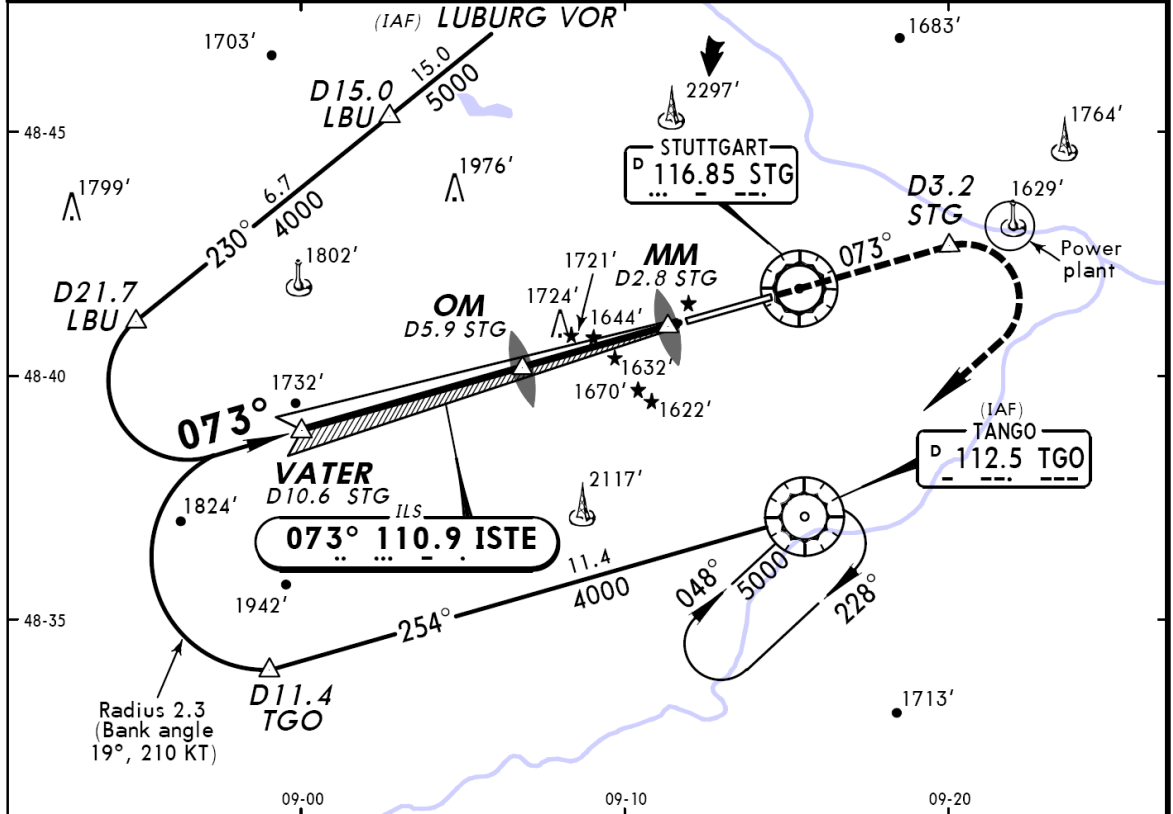 (IAF) LUBURG VOR
1703'
1683'
15.0
5000
D15.0
LBU
2297'
48-45
1764'
STUTTGART
D 116.85 STG
1976'
1799'
D3.2
STG
1629'
6.7
4000
230°
073°
Power
plant
1802'
1721'
MM
D2.8 STG
D21.7
LBU
OM
D5.9 STG
1724'
1644'
48-40
1632'
1732'
1670'
1622'
073°
(IAF)
TANGO
D 112.5 TGO
VATER
D10.6 STG
2117'
1824'
ILS
073° 110.9 ISTE
11.4
4000
048°
5000
228°
1942'
48-35
254°
D11.4
TGO
Radius 2.3
(Bank angle
19°, 210 KT)
1713'
09-00
09-10
09-20